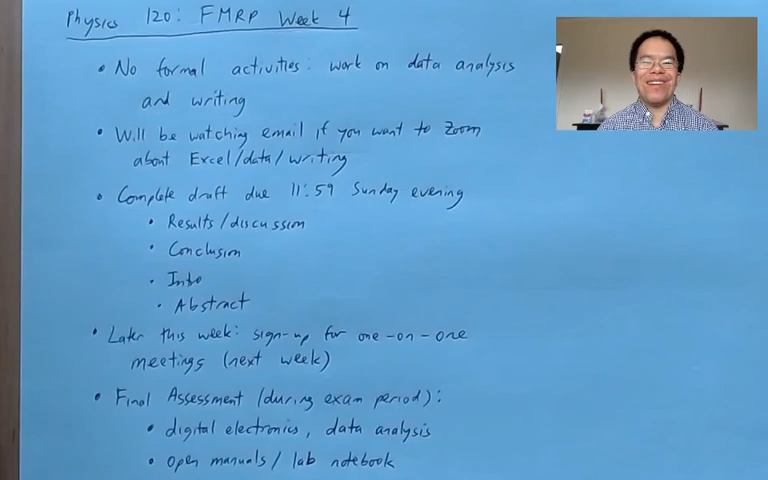 Physics 120: FMRP Week 4
• No formal activities: work on data analysis
and writing
• Will be watching email if you want to Zoom
about Excel/data/writing
• Complete draft due 11:59 Sunday evening
• Results/discussion
• Conclusion
• Intro
• Abstract
• Later this week: sign-up for one-on-one
meetings (next week)
• Final Assessment (during exam period):
• digital electronics, data analysis
• open manuals/lab notebook